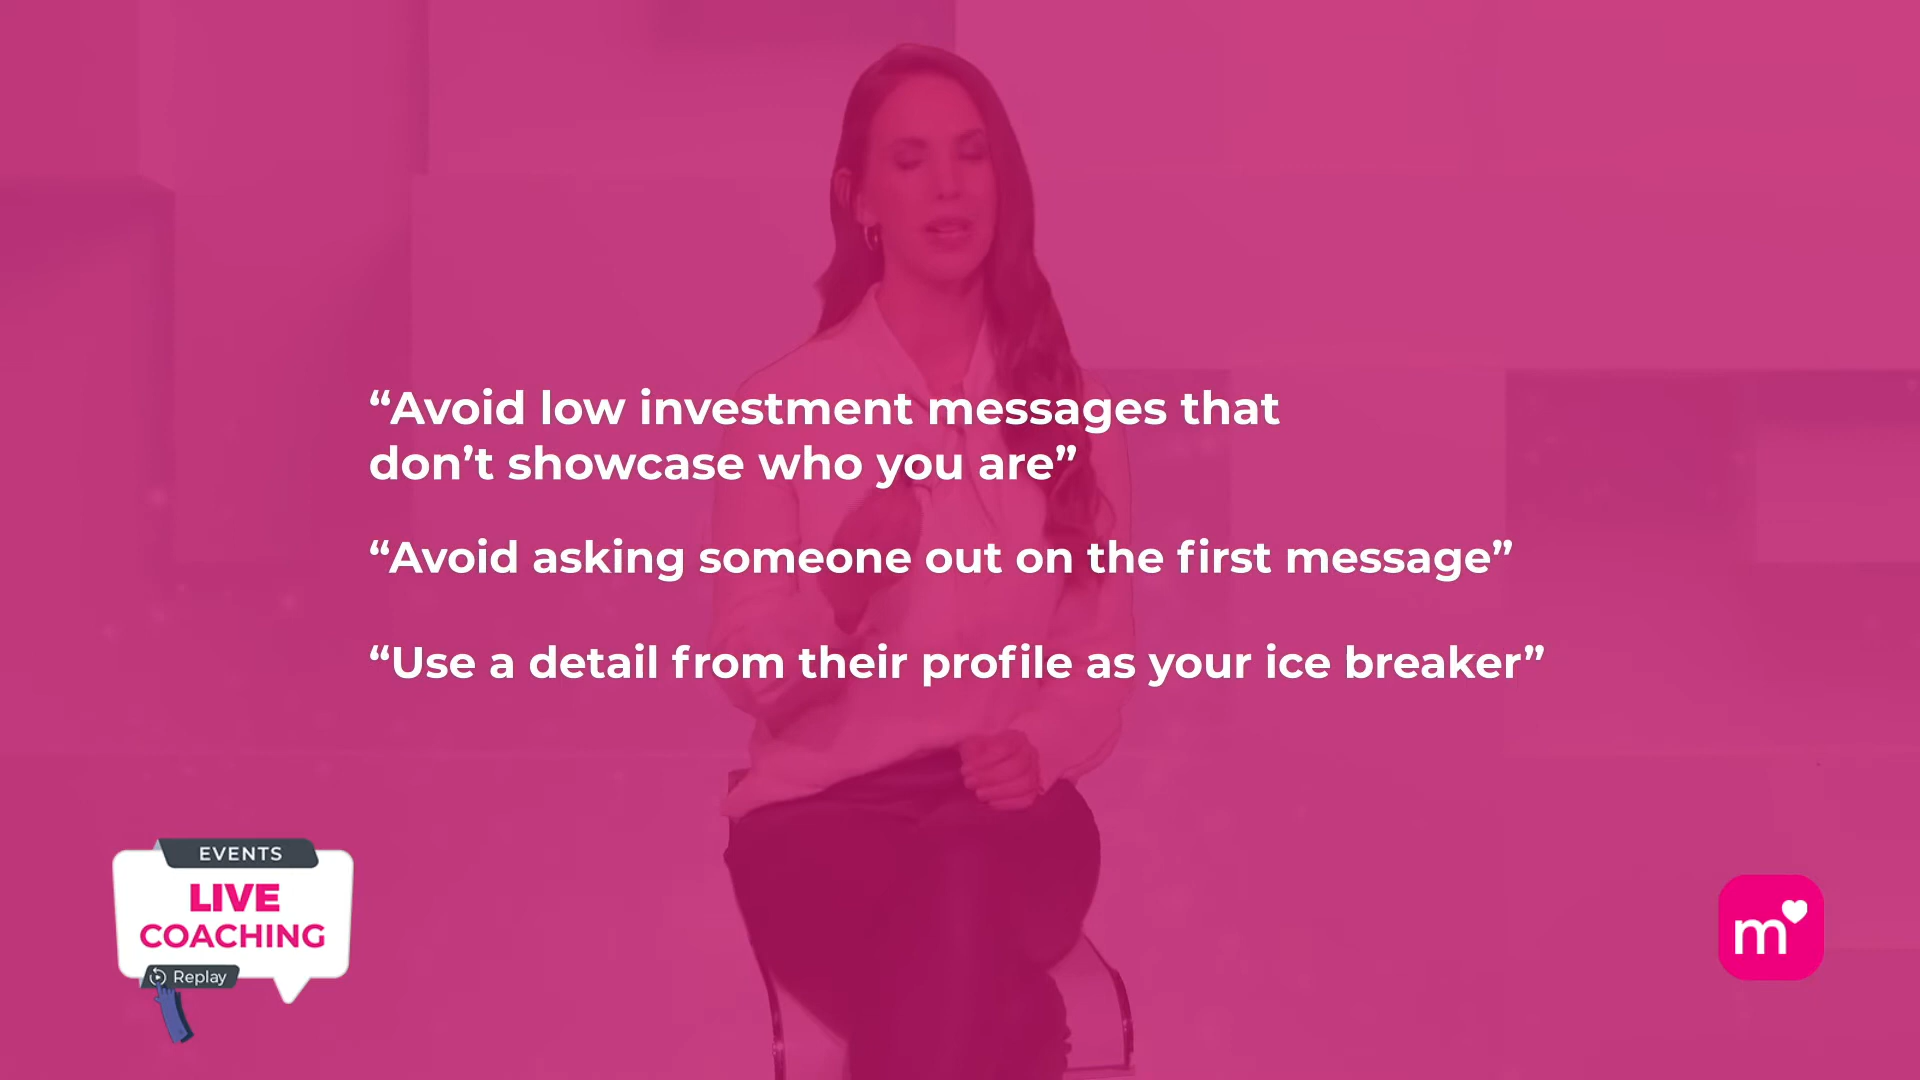 “Avoid low investment messages that
don’t showcase who you are”
“Avoid asking someone out on the first message”
“Use a detail from their profile as your ice breaker”
EVENTS
LIVE
COACHING
Replay
m